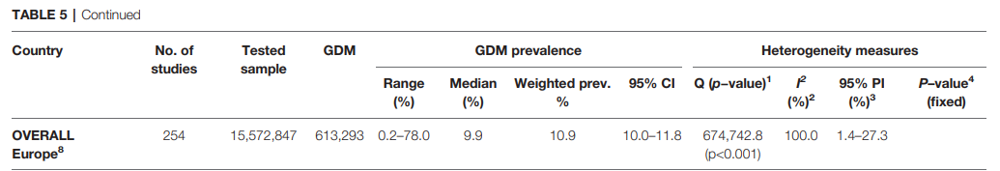 TABLE 5 | Continued
Country No. of studies Tested sample GDM GDM prevalence Heterogeneity measures
Range (%) Median (%) Weighted prev. % 95% CI Q (p−value)1 I2 (%)2 95% PI (%)3 P–value4 (fixed)
OVERALL Europe8 254 15,572,847 613,293 0.2–78.0 9.9 10.9 10.0–11.8 674,742.8 (p<0.001) 100.0 1.4–27.3